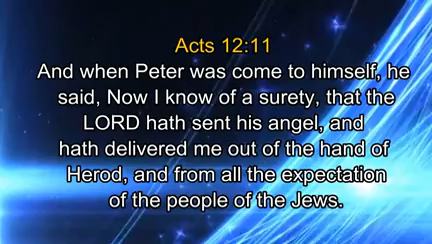 Acts 12:11
And when Peter was come to himself, he
said, Now I know of a surety, that the
LORD hath sent his angel, and
hath delivered me out of the hand of
Herod, and from all the expectation
of the people of the Jews.